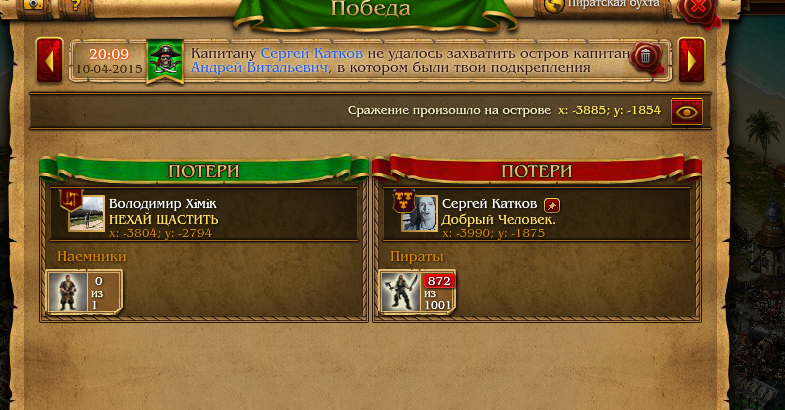 ?
Победа
Пиратская бухта
20:09
10-04-2015
Капитану Сергей Катков не удалось захватить остров капитан
Андрей Витальевич, в котором были твои подкрепления
Сражение произошло на острове x: -3885; y: -1854
ПОТЕРИ
Володимир Хімік
НЕХАЙ ЩАСТИТЬ
x: -3804; y: -2794
Наемники
0
из
1
ПОТЕРИ
Сергей Катков
Добрый Человек.
x: -3990; y: -1875
Пираты
872
из
1001